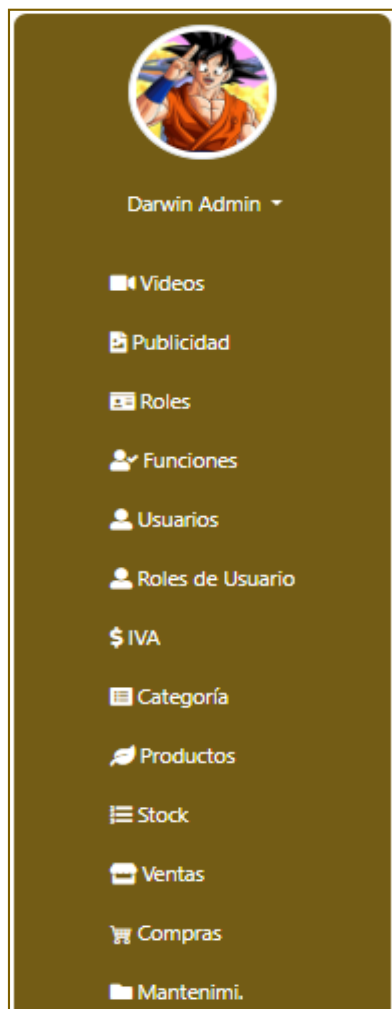 Darwin Admin
Videos
Publicidad
Roles
Funciones
Usuarios
Roles de Usuario
$ IVA
Categoría
Productos
Stock
Ventas
Compras
Mantenimi.